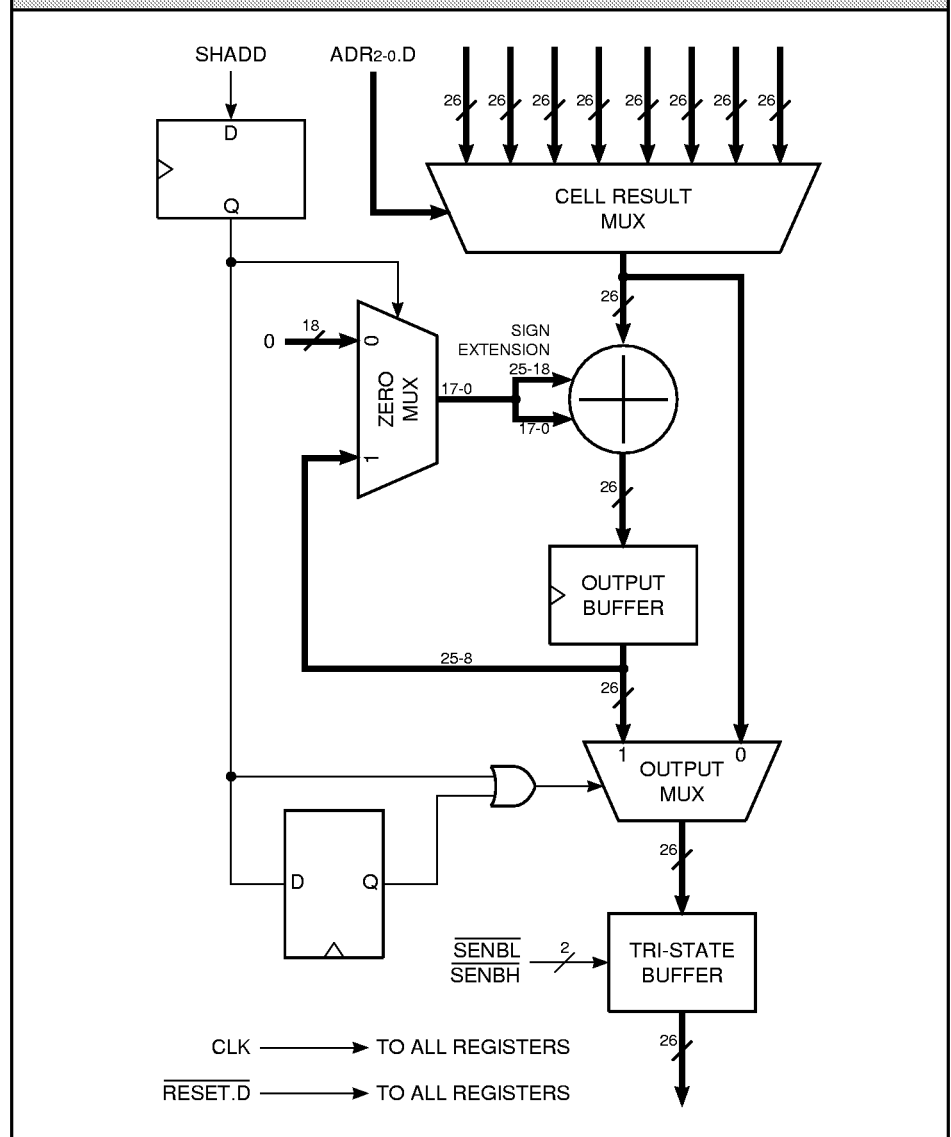 SHADD
ADR2-0.D
26 26 26 26 26 26 26 26
D
Q
CELL RESULT
MUX
26
0
18
0
ZERO
MUX
1
17-0
SIGN
EXTENSION
25-18
17-0
26
OUTPUT
BUFFER
25-8
26
1
0
OUTPUT
MUX
26
D
Q
SENBL
SENBH
2
TRI-STATE
BUFFER
26
CLK
TO ALL REGISTERS
RESET.D
TO ALL REGISTERS